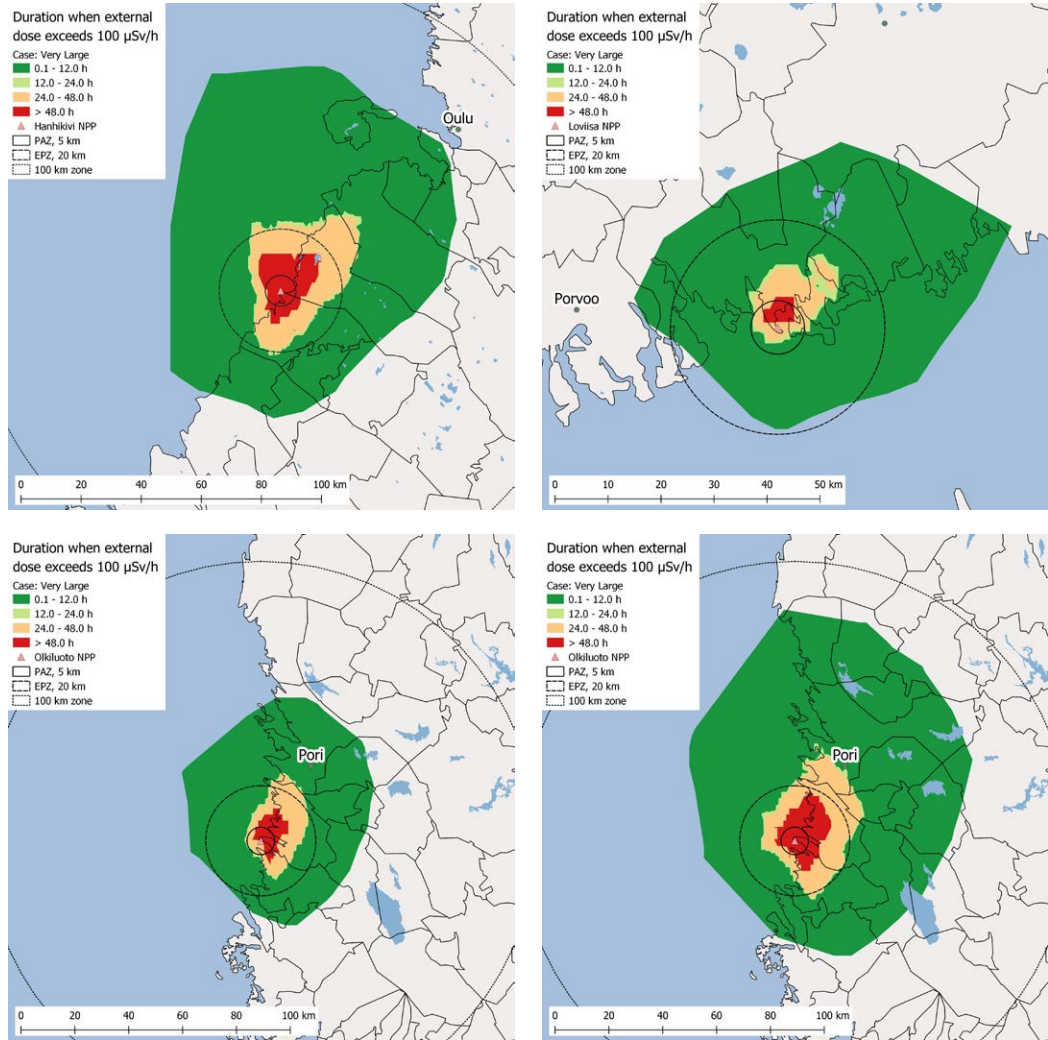 Duration when external
dose exceeds 100 μSv/h
Case: Very Large
0.1 - 12.0 h
12.0 - 24.0 h
24.0 - 48.0 h
> 48.0 h
Hanhikivi NPP
PAZ, 5 km
EPZ, 20 km
100 km zone
Oulu
0 20 40 60 80 100 km
Duration when external
dose exceeds 100 μSv/h
Case: Very Large
0.1 - 12.0 h
12.0 - 24.0 h
24.0 - 48.0 h
> 48.0 h
Loviisa NPP
PAZ, 5 km
EPZ, 20 km
100 km zone
Porvoo
0 10 20 30 40 50 km
Duration when external
dose exceeds 100 μSv/h
Case: Very Large
0.1 - 12.0 h
12.0 - 24.0 h
24.0 - 48.0 h
> 48.0 h
Olkiluoto NPP
PAZ, 5 km
EPZ, 20 km
100 km zone
Pori
0 20 40 60 80 100 km
Duration when external
dose exceeds 100 μSv/h
Case: Very Large
0.1 - 12.0 h
12.0 - 24.0 h
24.0 - 48.0 h
> 48.0 h
Olkiluoto NPP
PAZ, 5 km
EPZ, 20 km
100 km zone
Pori
0 20 40 60 80 100 km